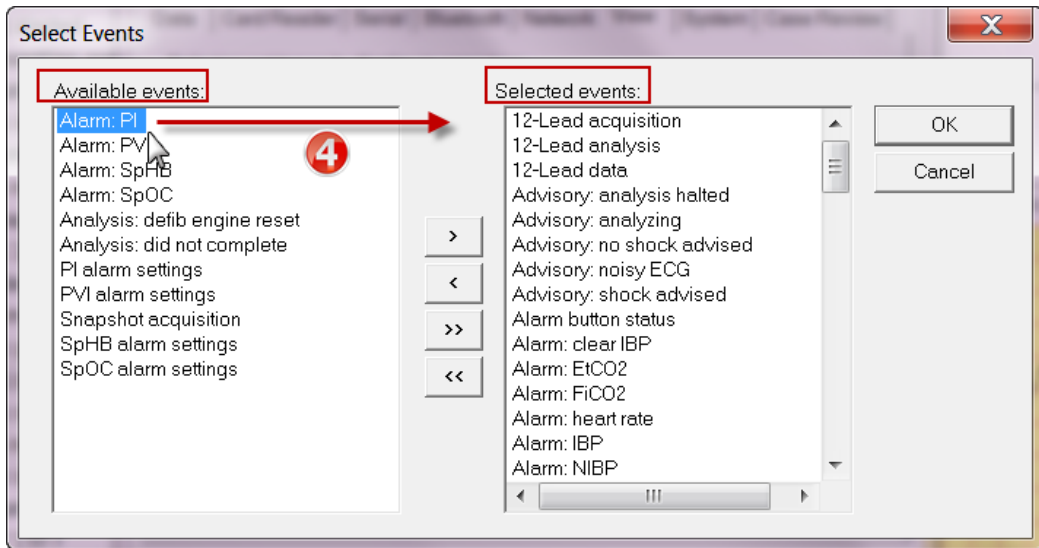 Select Events
Available events:
Alarm: PI
Alarm: PV
Alarm: SpHB
Alarm: SpOC
Analysis: defib engine reset
Analysis: did not complete
PI alarm settings
PVI alarm settings
Snapshot acquisition
SpHB alarm settings
SpOC alarm settings
4
>
<
>>
<<
Selected events:
12-Lead acquisition
12-Lead analysis
12-Lead data
Advisory: analysis halted
Advisory: analyzing
Advisory: no shock advised
Advisory: noisy ECG
Advisory: shock advised
Alarm button status
Alarm: clear IBP
Alarm: EtCO2
Alarm: FiCO2
Alarm: heart rate
Alarm: IBP
Alarm: NIBP
OK
Cancel